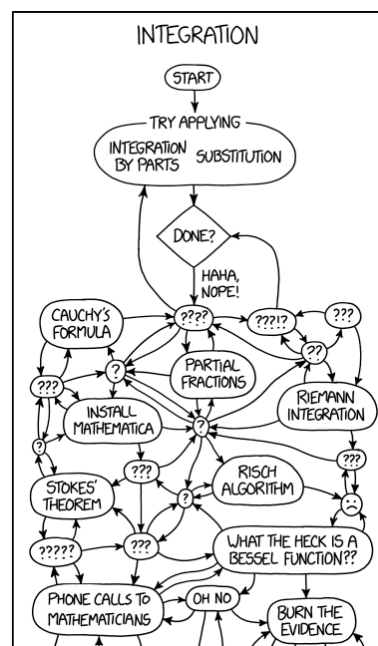 INTEGRATION
START
TRY APPLYING
INTEGRATION
BY PARTS
SUBSTITUTION
DONE?
HAHA,
NOPE!
CAUCHY'S
FORMULA
????
???!?
???
??
???
?
PARTIAL
FRACTIONS
RIEMANN
INTEGRATION
INSTALL
MATHEMATICA
?
?
???
???
STOKES'
THEOREM
?
RISCH
ALGORITHM
?????
???
WHAT THE HECK IS A
BESSEL FUNCTION??
PHONE CALLS TO
MATHEMATICIANS
OH NO
BURN THE
EVIDENCE